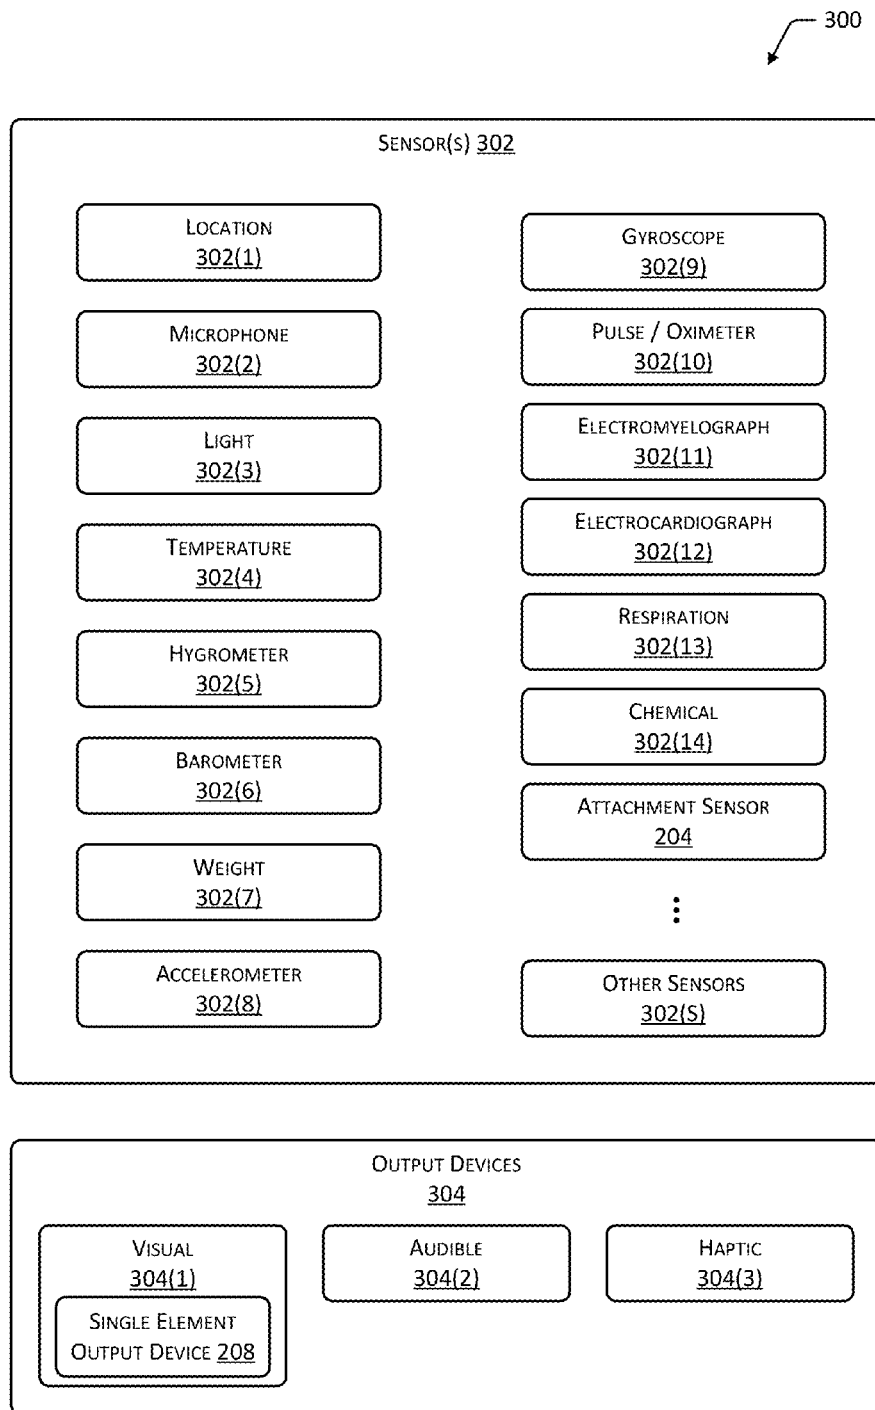 300
SENSOR(S) 302
LOCATION
302(1)
MICROPHONE
302(2)
LIGHT
302(3)
TEMPERATURE
302(4)
HYGROMETER
302(5)
BAROMETER
302(6)
WEIGHT
302(7)
ACCELEROMETER
302(8)
GYROSCOPE
302(9)
PULSE / OXIMETER
302(10)
ELECTROMYELOGRAPH
302(11)
ELECTROCARDIOGRAPH
302(12)
RESPIRATION
302(13)
CHEMICAL
302(14)
ATTACHMENT SENSOR
204
OTHER SENSORS
302(S)
OUTPUT DEVICES
304
VISUAL
304(1)
SINGLE ELEMENT
OUTPUT DEVICE 208
AUDIBLE
304(2)
HAPTIC
304(3)